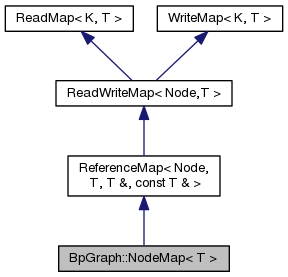 ReadMap< K, T >
WriteMap< K, T >
ReadWriteMap< Node,T >
ReferenceMap< Node,
T, T &, const T & >
BpGraph::NodeMap< T >